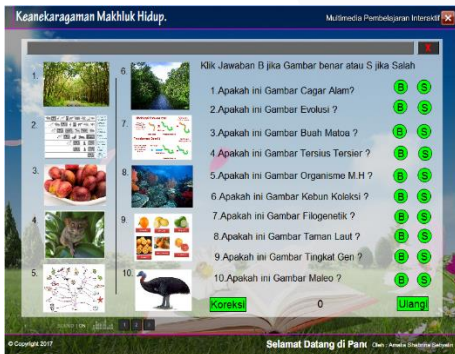 Keanekaragaman Makhluk Hidup.
Multimedia Pembelajaran Interaktif
X
X
Klik Jawaban B jika Gambar benar atau S jika Salah
1.
6.
1.Apakah ini Gambar Cagar Alam?
B S
2.Apakah ini Gambar Evolusi ?
B S
2.
7.
3.Apakah ini Gambar Buah Matoa ?
B S
4.Apakah ini Gambar Tersius Tersier ?
B S
3.
8.
5.Apakah ini Gambar Organisme M.H ?
B S
6.Apakah ini Gambar Kebun Koleksi ?
B S
4.
9.
7.Apakah ini Gambar Filogenetik ?
B S
8.Apakah ini Gambar Taman Laut ?
B S
9.Apakah ini Gambar Tingkat Gen ?
B S
5.
10.
10.Apakah ini Gambar Maleo ?
B S
Koreksi
0
Ulangi
© Copyright 2017
Selamat Datang di Pan
Oleh : Amelia